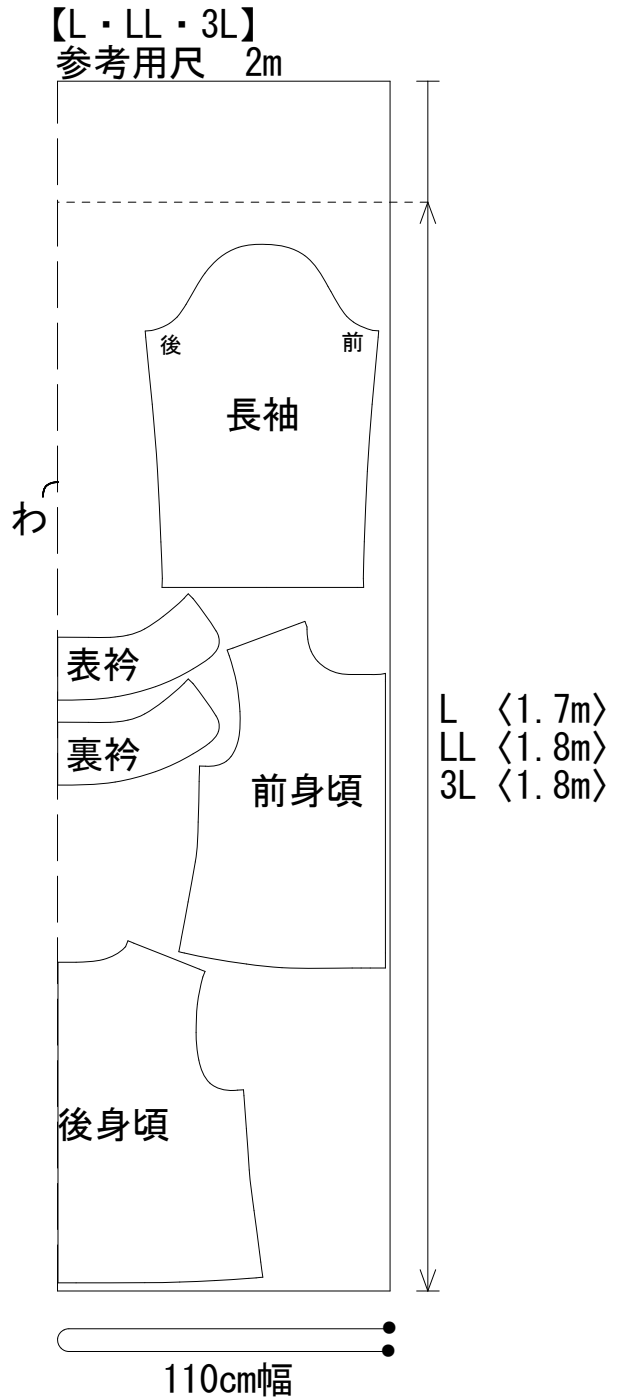 【L・LL・3L】
参考用尺　2m
後
前
長袖
わ
表衿
裏衿
前身頃
L 〈1.7m〉
LL 〈1.8m〉
3L 〈1.8m〉
後身頃
110cm幅